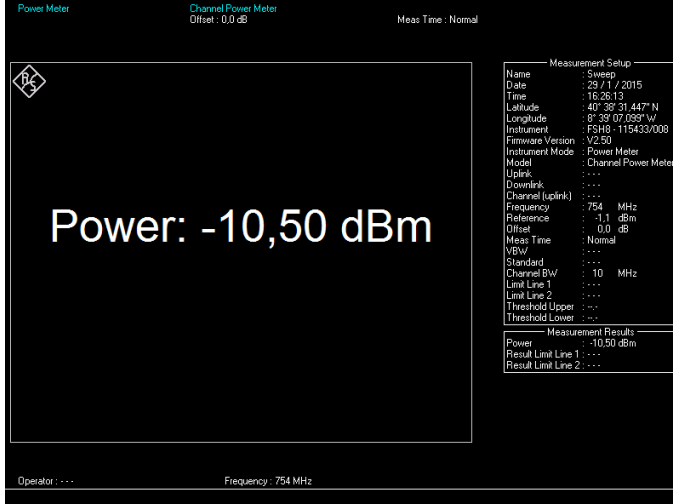 Power Meter Channel Power Meter
Offset : 0,0 dB Meas Time : Normal
R&S
Power: -10,50 dBm
Measurement Setup
Name : Sweep
Date : 29 / 1 / 2015
Time : 16:26:13
Latitude : 40° 38' 31,447" N
Longitude : 8° 39' 07,099" W
Instrument : FSH8 - 115433/008
Firmware Version : V2.50
Instrument Mode : Power Meter
Model : Channel Power Meter
Uplink : - - -
Downlink : - - -
Channel (uplink) : - - -
Frequency : 754 MHz
Reference : -1,1 dBm
Offset : 0,0 dB
Meas Time : Normal
VBW : - - -
Standard : - - -
Channel BW : 10 MHz
Limit Line 1 : - - -
Limit Line 2 : - - -
Threshold Upper : --.-
Threshold Lower : --.-
Measurement Results
Power : -10,50 dBm
Result Limit Line 1 : - - -
Result Limit Line 2 : - - -
Operator : - - - Frequency : 754 MHz